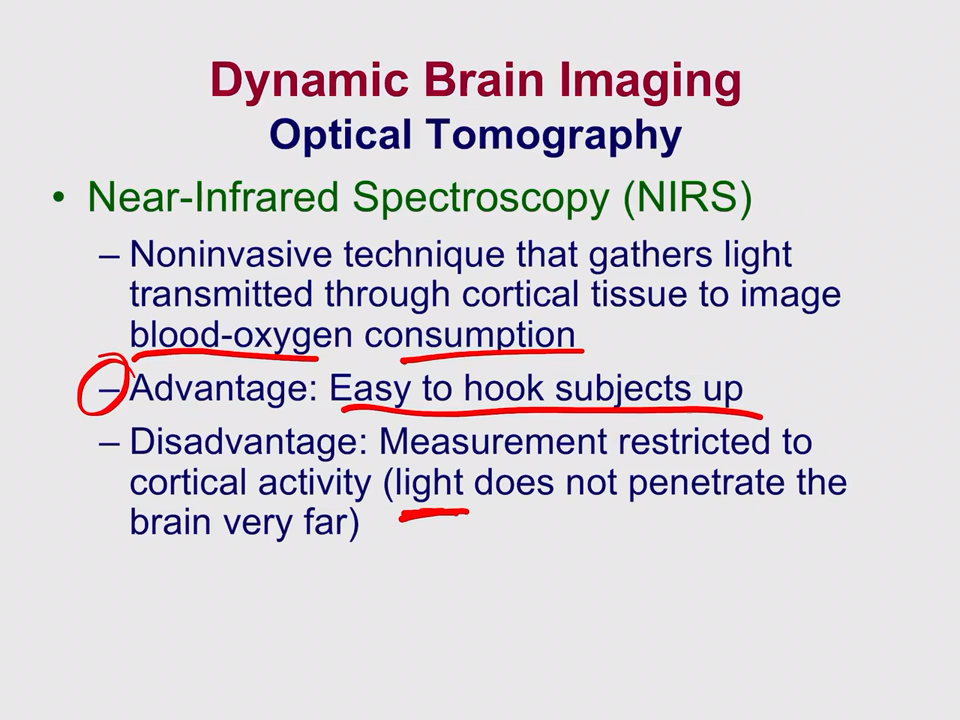 Dynamic Brain Imaging
Optical Tomography
• Near-Infrared Spectroscopy (NIRS)
– Noninvasive technique that gathers light
transmitted through cortical tissue to image
blood-oxygen consumption
– Advantage: Easy to hook subjects up
– Disadvantage: Measurement restricted to
cortical activity (light does not penetrate the
brain very far)